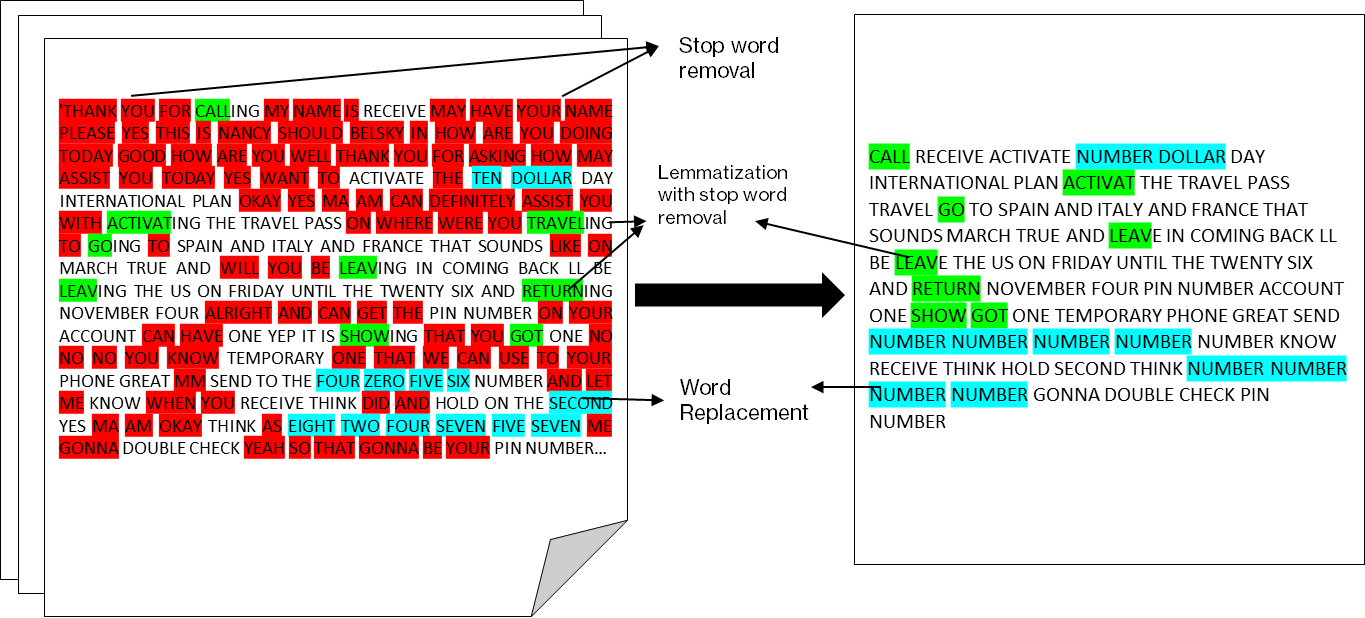 'THANK YOU FOR CALLING MY NAME IS RECEIVE MAY HAVE YOUR NAME
PLEASE YES THIS IS NANCY SHOULD BELSKY IN HOW ARE YOU DOING
TODAY GOOD HOW ARE YOU WELL THANK YOU FOR ASKING HOW MAY
ASSIST YOU TODAY YES WANT TO ACTIVATE THE TEN DOLLAR DAY
INTERNATIONAL PLAN OKAY YES MA AM CAN DEFINITELY ASSIST YOU
WITH ACTIVATING THE TRAVEL PASS ON WHERE WERE YOU TRAVELING
TO GOING TO SPAIN AND ITALY AND FRANCE THAT SOUNDS LIKE ON
MARCH TRUE AND WILL YOU BE LEAVING IN COMING BACK LL BE
LEAVING THE US ON FRIDAY UNTIL THE TWENTY SIX AND RETURNING
NOVEMBER FOUR ALRIGHT AND CAN GET THE PIN NUMBER ON YOUR
ACCOUNT CAN HAVE ONE YEP IT IS SHOWING THAT YOU GOT ONE NO
NO NO YOU KNOW TEMPORARY ONE THAT WE CAN USE TO YOUR
PHONE GREAT MM SEND TO THE FOUR ZERO FIVE SIX NUMBER AND LET
ME KNOW WHEN YOU RECEIVE THINK DID AND HOLD ON THE SECOND
YES MA AM OKAY THINK AS EIGHT TWO FOUR SEVEN FIVE SEVEN ME
GONNA DOUBLE CHECK YEAH SO THAT GONNA BE YOUR PIN NUMBER...
Stop word
removal
Lemmatization
with stop word
removal
Word
Replacement
CALL RECEIVE ACTIVATE NUMBER DOLLAR DAY
INTERNATIONAL PLAN ACTIVAT THE TRAVEL PASS
TRAVEL GO TO SPAIN AND ITALY AND FRANCE THAT
SOUNDS MARCH TRUE AND LEAVE IN COMING BACK LL
BE LEAVE THE US ON FRIDAY UNTIL THE TWENTY SIX
AND RETURN NOVEMBER FOUR PIN NUMBER ACCOUNT
ONE SHOW GOT ONE TEMPORARY PHONE GREAT SEND
NUMBER NUMBER NUMBER NUMBER NUMBER KNOW
RECEIVE THINK HOLD SECOND THINK NUMBER NUMBER
NUMBER NUMBER GONNA DOUBLE CHECK PIN
NUMBER